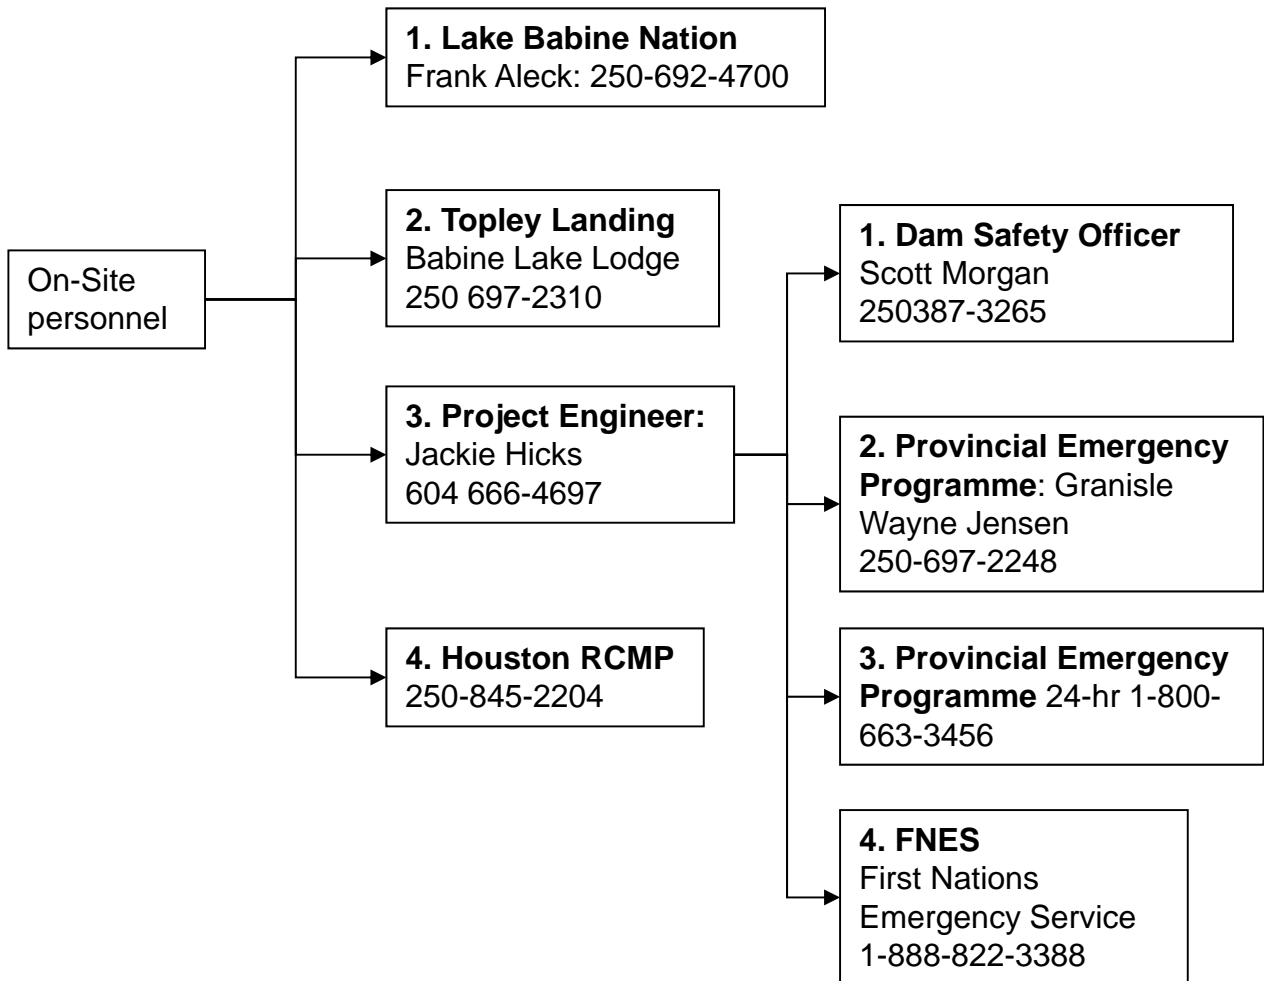 On-Site
personnel
1. Lake Babine Nation
Frank Aleck: 250-692-4700
2. Topley Landing
Babine Lake Lodge
250 697-2310
3. Project Engineer:
Jackie Hicks
604 666-4697
4. Houston RCMP
250-845-2204
1. Dam Safety Officer
Scott Morgan
250387-3265
2. Provincial Emergency
Programme: Granisle
Wayne Jensen
250-697-2248
3. Provincial Emergency
Programme 24-hr 1-800-
663-3456
4. FNES
First Nations
Emergency Service
1-888-822-3388